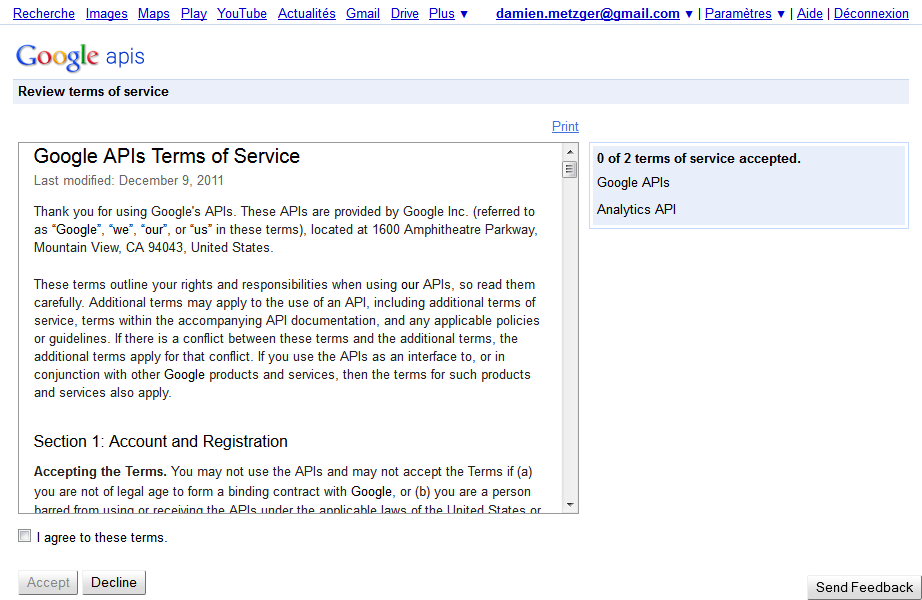 Recherche Images Maps Play YouTube Actualités Gmail Drive Plus ▼ damien.metzger@gmail.com ▼ | Paramètres ▼ | Aide | Déconnexion
Google apis
Review terms of service
Print
Google APIs Terms of Service
Last modified: December 9, 2011
Thank you for using Google's APIs. These APIs are provided by Google Inc. (referred to
as “Google”, “we”, “our”, or “us” in these terms), located at 1600 Amphitheatre Parkway,
Mountain View, CA 94043, United States.
These terms outline your rights and responsibilities when using our APIs, so read them
carefully. Additional terms may apply to the use of an API, including additional terms of
service, terms within the accompanying API documentation, and any applicable policies
or guidelines. If there is a conflict between these terms and the additional terms, the
additional terms apply for that conflict. If you use the APIs as an interface to, or in
conjunction with other Google products and services, then the terms for such products
and services also apply.
Section 1: Account and Registration
Accepting the Terms. You may not use the APIs and may not accept the Terms if (a)
you are not of legal age to form a binding contract with Google, or (b) you are a person
barred from using or receiving the APIs under the applicable laws of the United States or
0 of 2 terms of service accepted.
Google APIs
Analytics API
I agree to these terms.
Accept Decline
Send Feedback